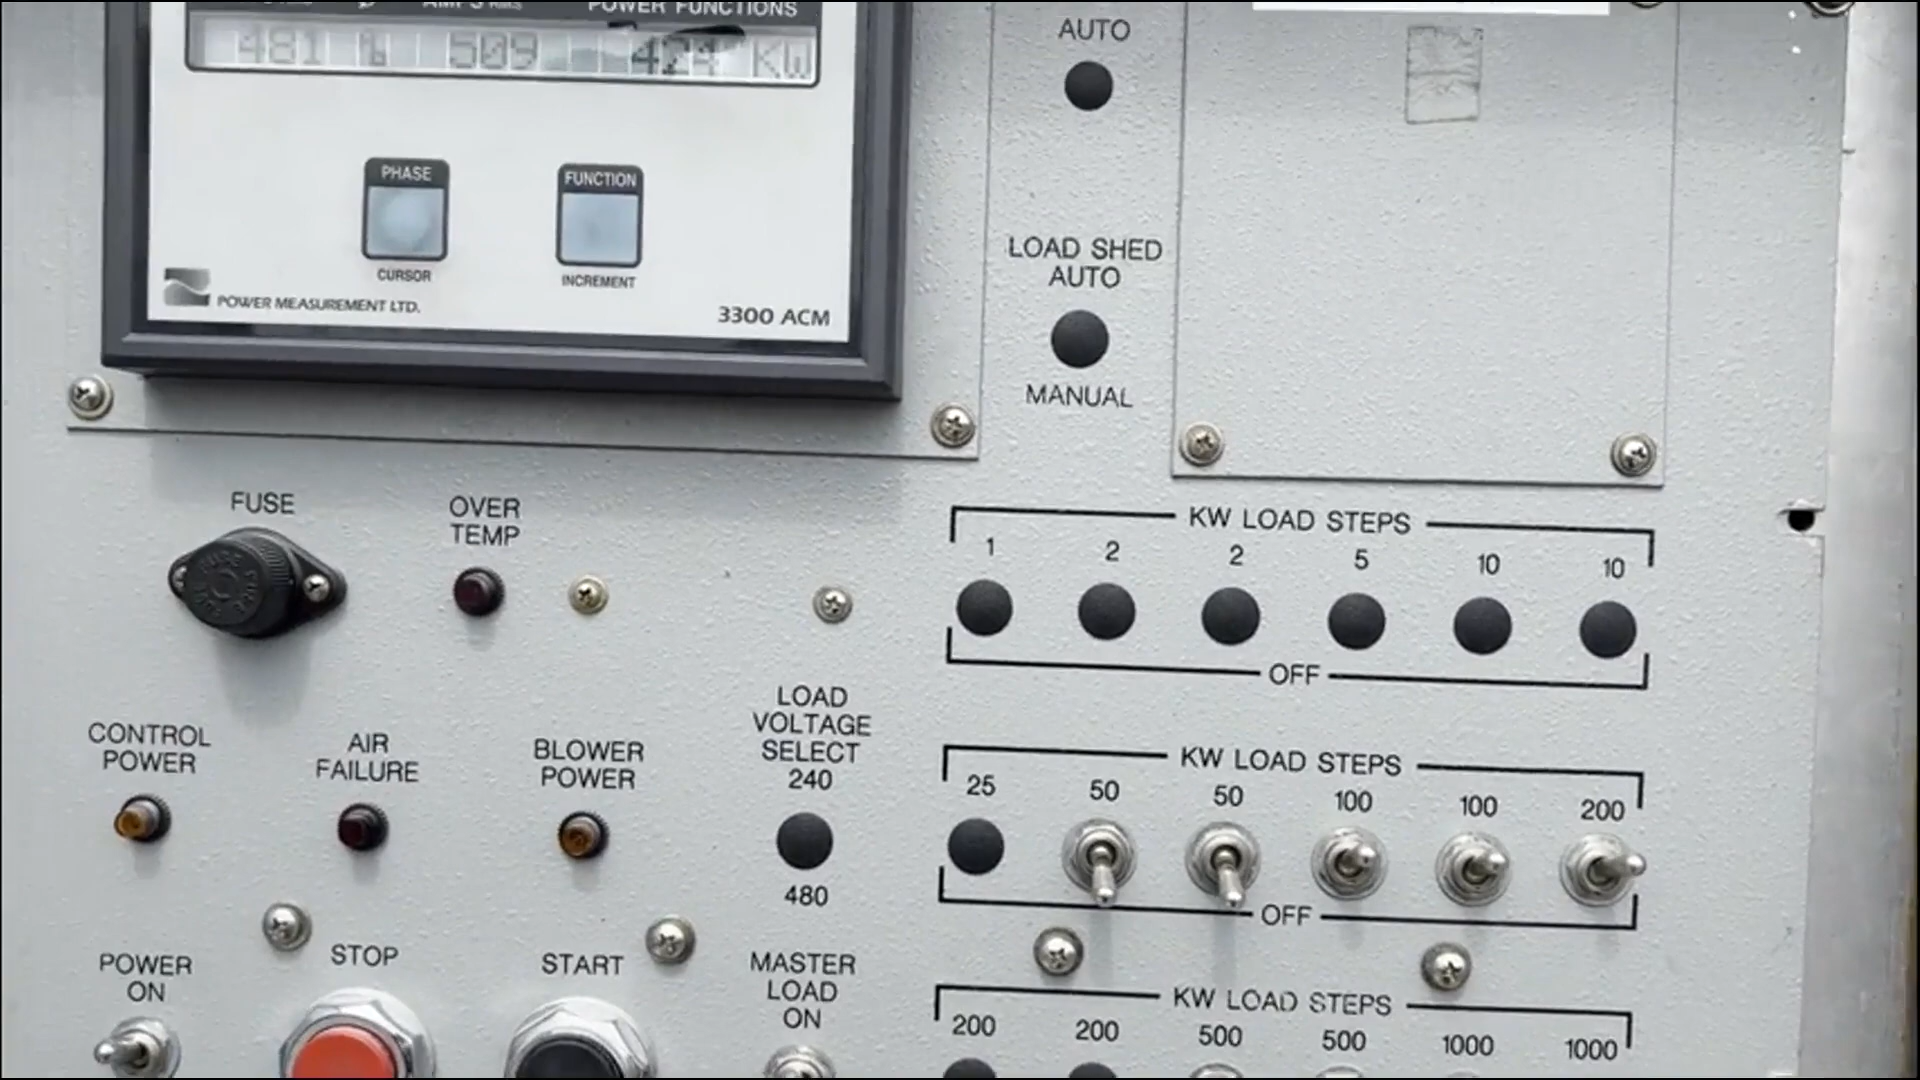 POWER FUNCTIONS
481 509 424 KW
PHASE
FUNCTION
CURSOR
INCREMENT
POWER MEASUREMENT LTD.
3300 ACM
AUTO
LOAD SHED
AUTO
MANUAL
FUSE
OVER
TEMP
KW LOAD STEPS
1 2 2 5 10 10
OFF
CONTROL
POWER
AIR
FAILURE
BLOWER
POWER
LOAD
VOLTAGE
SELECT
240
480
KW LOAD STEPS
25 50 50 100 100 200
OFF
POWER
ON
STOP
START
MASTER
LOAD
ON
KW LOAD STEPS
200 200 500 500 1000 1000